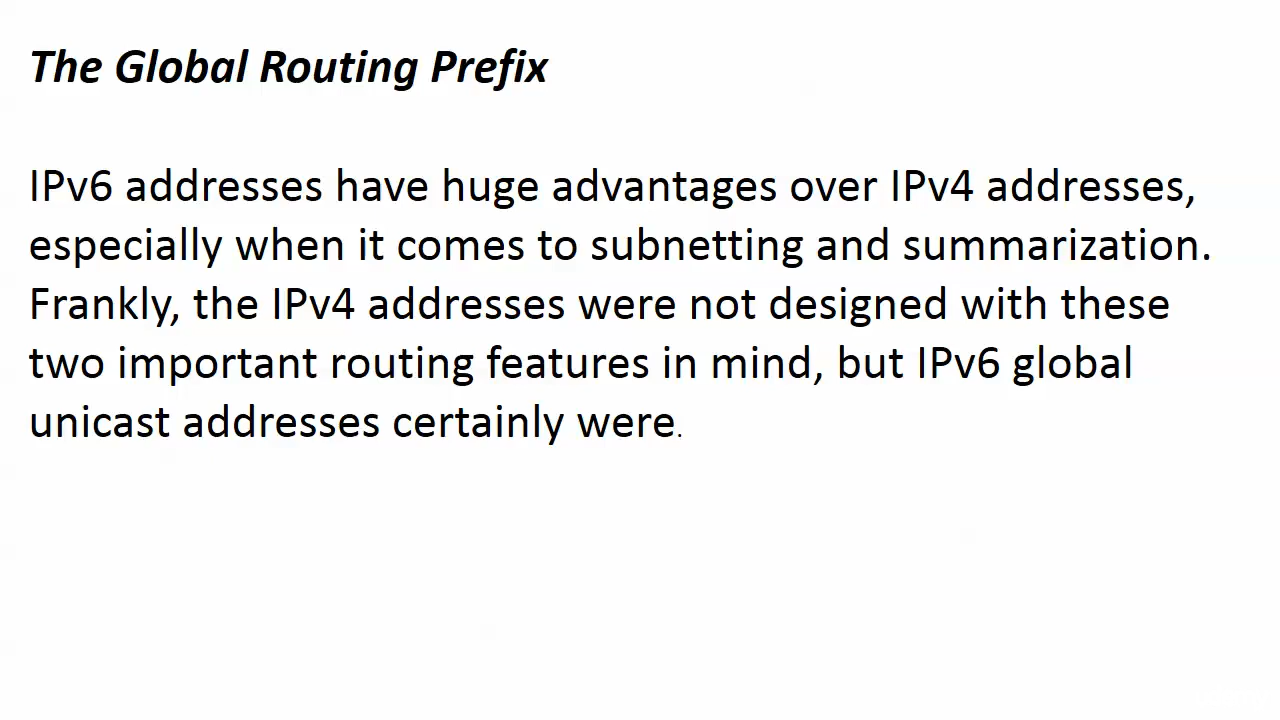 The Global Routing Prefix
IPv6 addresses have huge advantages over IPv4 addresses,
especially when it comes to subnetting and summarization.
Frankly, the IPv4 addresses were not designed with these
two important routing features in mind, but IPv6 global
unicast addresses certainly were.